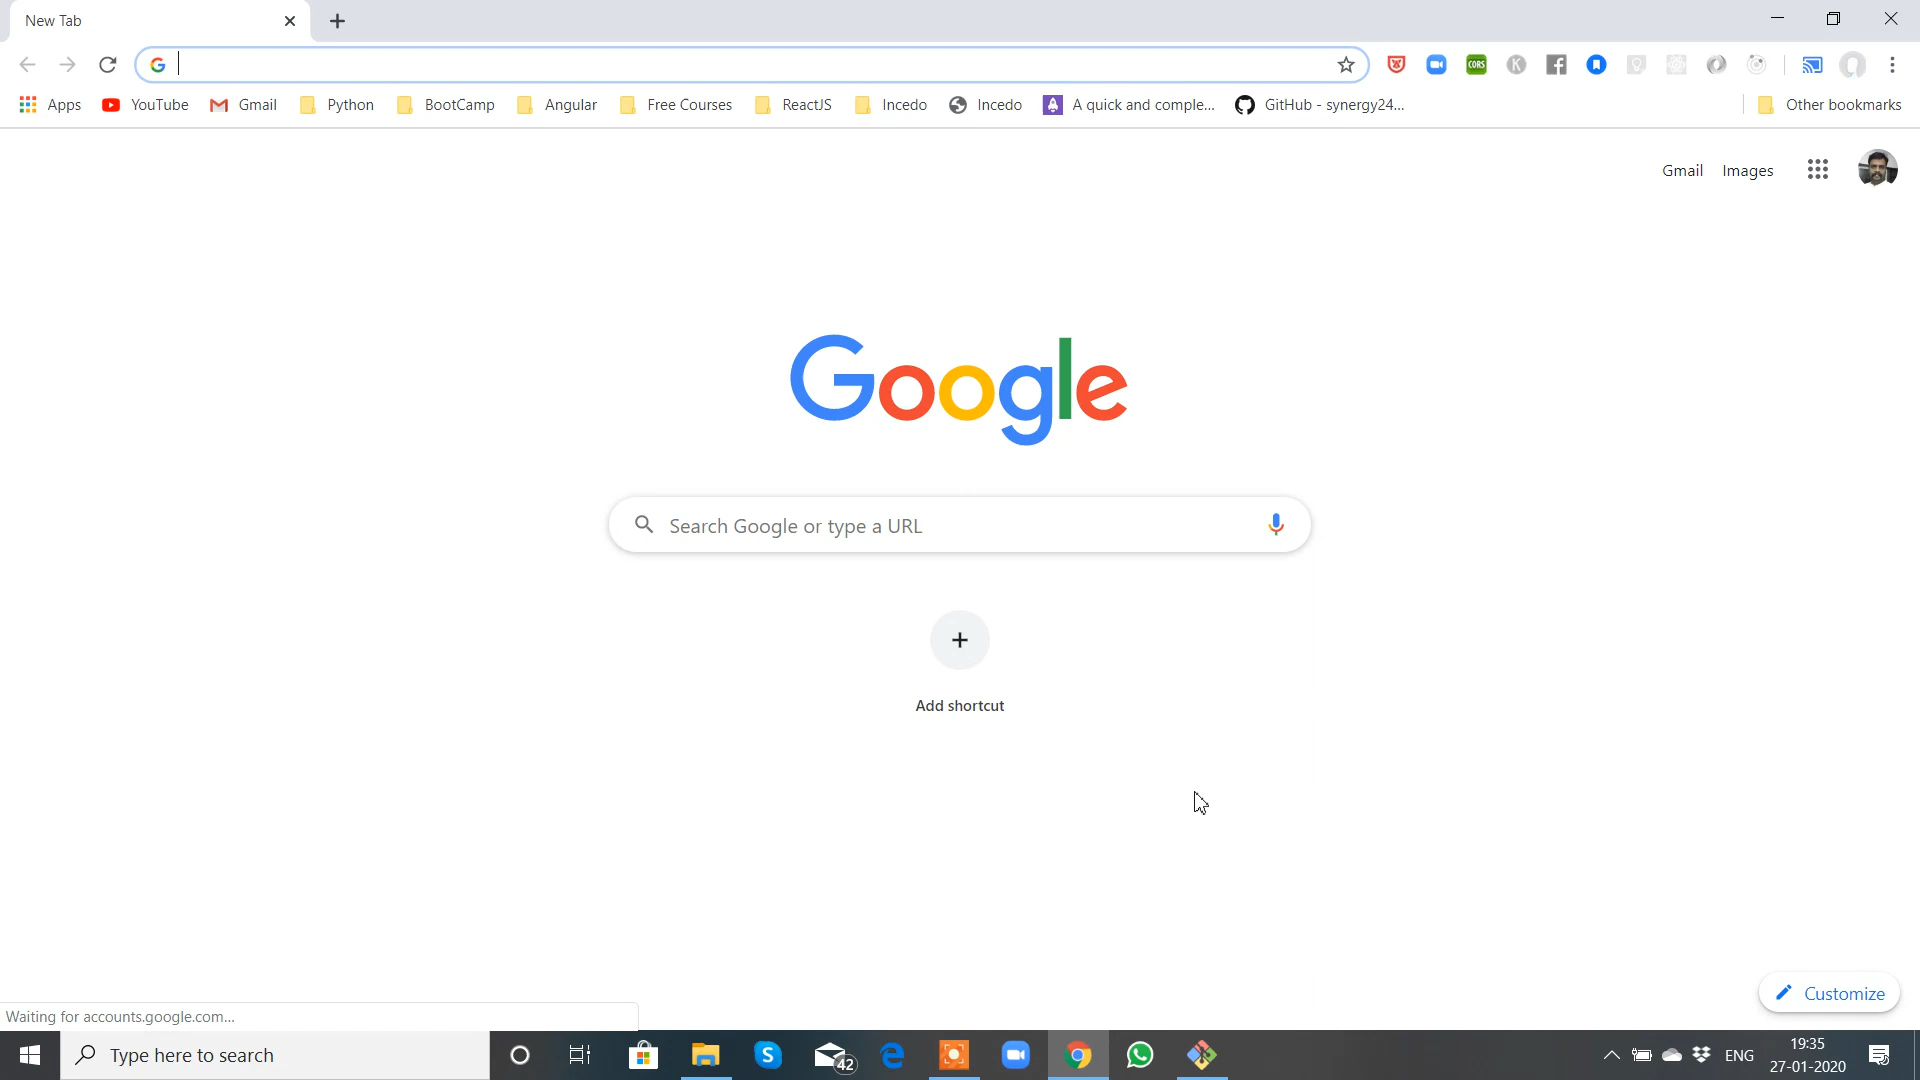 New Tab
Apps YouTube Gmail Python BootCamp Angular Free Courses ReactJS Incedo Incedo A quick and comple... GitHub - synergy24... Other bookmarks
CORS
K
Gmail Images
Google
Search Google or type a URL
Add shortcut
Customize
Waiting for accounts.google.com...
Type here to search
42
ENG
19:35
27-01-2020